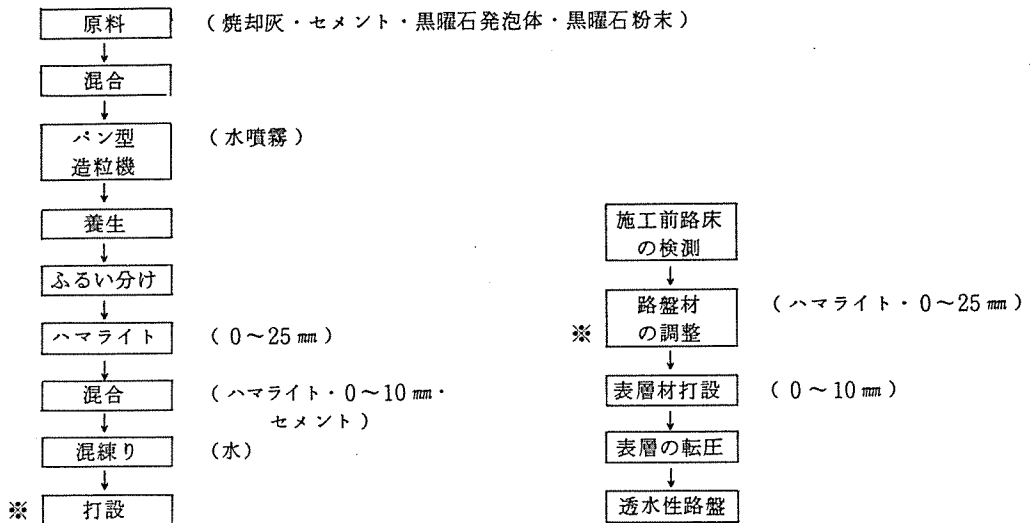 原料 (焼却灰・セメント・黒曜石発泡体・黒曜石粉末)
混合
パン型 (水噴霧)
造粒機
養生
ふるい分け
ハマライト (0~25㎜)
混合 (ハマライト・0~10㎜・
セメント)
混練り (水)
※ 打設
施工前路床
の検測
路盤材 (ハマライト・0~25㎜)
※ の調整
表層材打設 (0~10㎜)
表層の転圧
透水性路盤